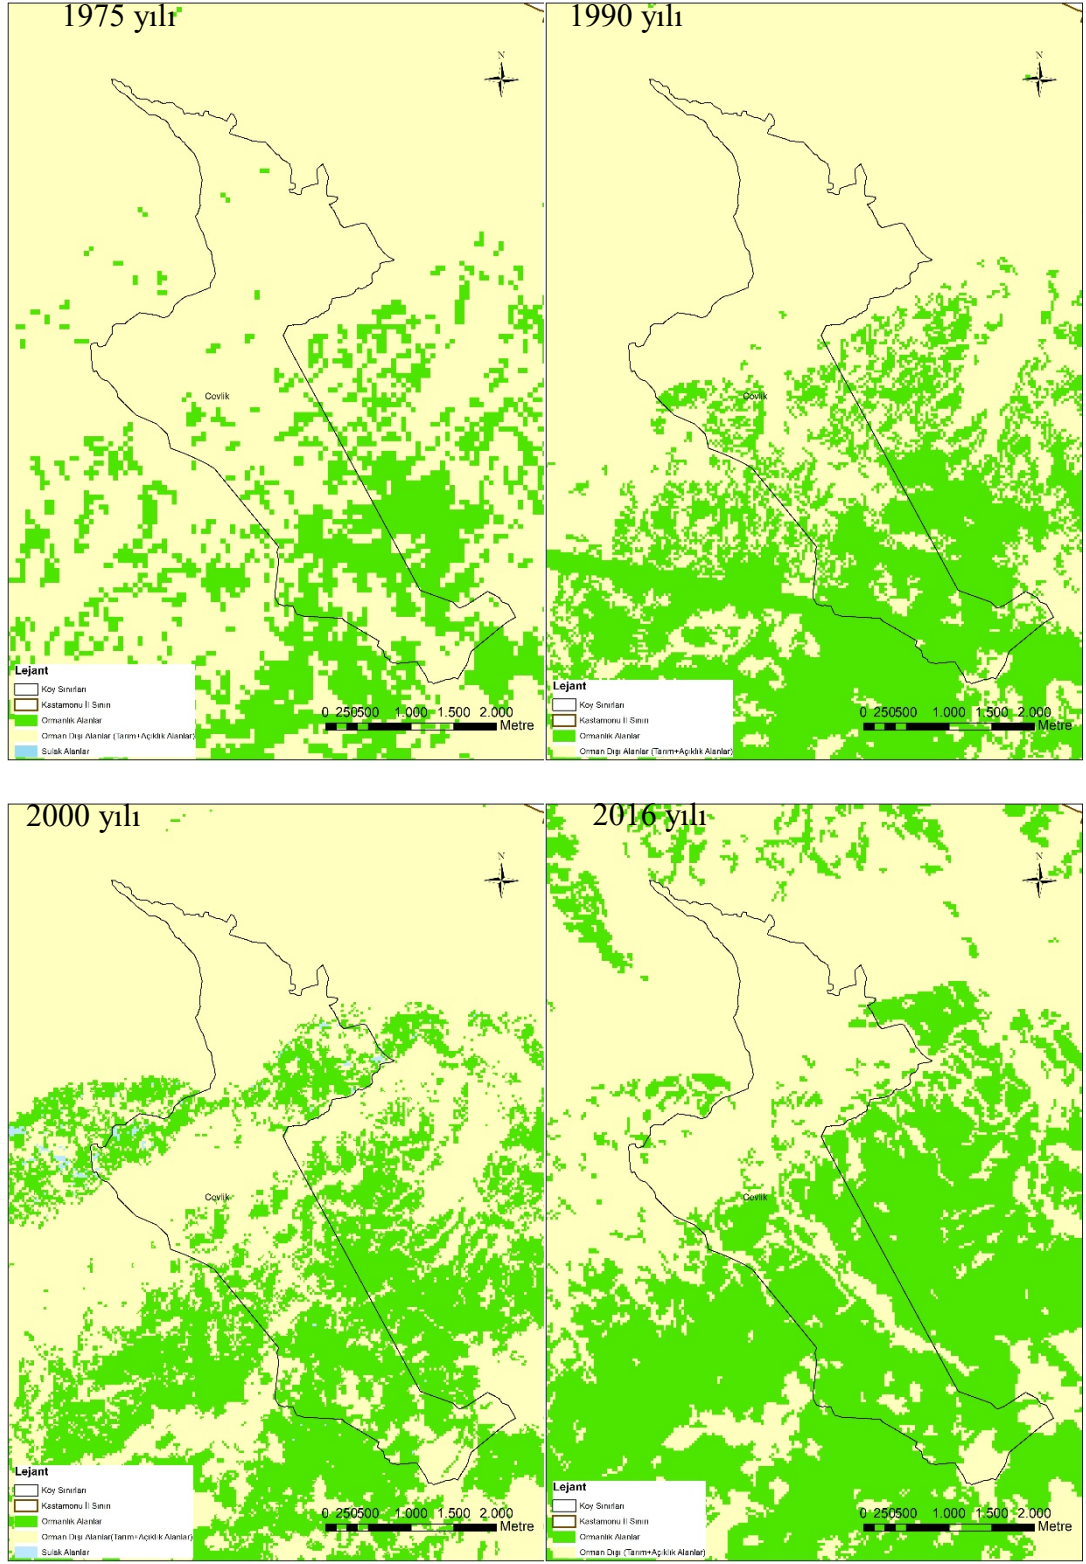 1975 yılı
N
Covlik
Lejant
Köy Sınırları
Kastamonu İl Sınırı
Ormanlık Alanlar
Orman Dışı Alanlar (Tarım+Açıklık Alanlar)
Sulak Alanlar
0 250500 1.000 1.500 2.000
Metre
1990 yılı
N
Covlik
Lejant
Köy Sınırları
Kastamonu İl Sınırı
Ormanlık Alanlar
Orman Dışı Alanlar (Tarım+Açıklık Alanlar)
0 250500 1.000 1.500 2.000
Metre
2000 yılı
N
Covlik
Lejant
Köy Sınırları
Kastamonu İl Sınırı
Ormanlık Alanlar
Orman Dışı Alanlar(Tarım+Açıklık Alanlar)
Sulak Alanlar
0 250500 1.000 1.500 2.000
Metre
2016 yılı
N
Covlik
Lejant
Köy Sınırları
Kastamonu İl Sınırı
Ormanlık Alanlar
Orman Dışı (Tarım+Açıklık Alanlar)
0 250500 1.000 1.500 2.000
Metre